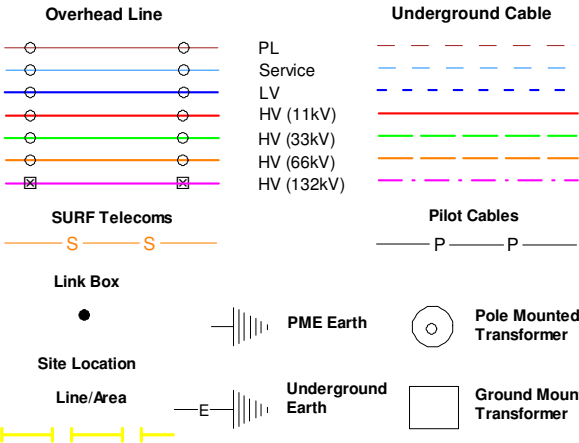 Overhead Line
Underground Cable
PL
Service
LV
HV (11kV)
HV (33kV)
HV (66kV)
HV (132kV)
SURF Telecoms
Pilot Cables
S S
P P
Link Box
PME Earth
Pole Mounted
Transformer
Site Location
Line/Area
E
Underground
Earth
Ground Moun
Transformer